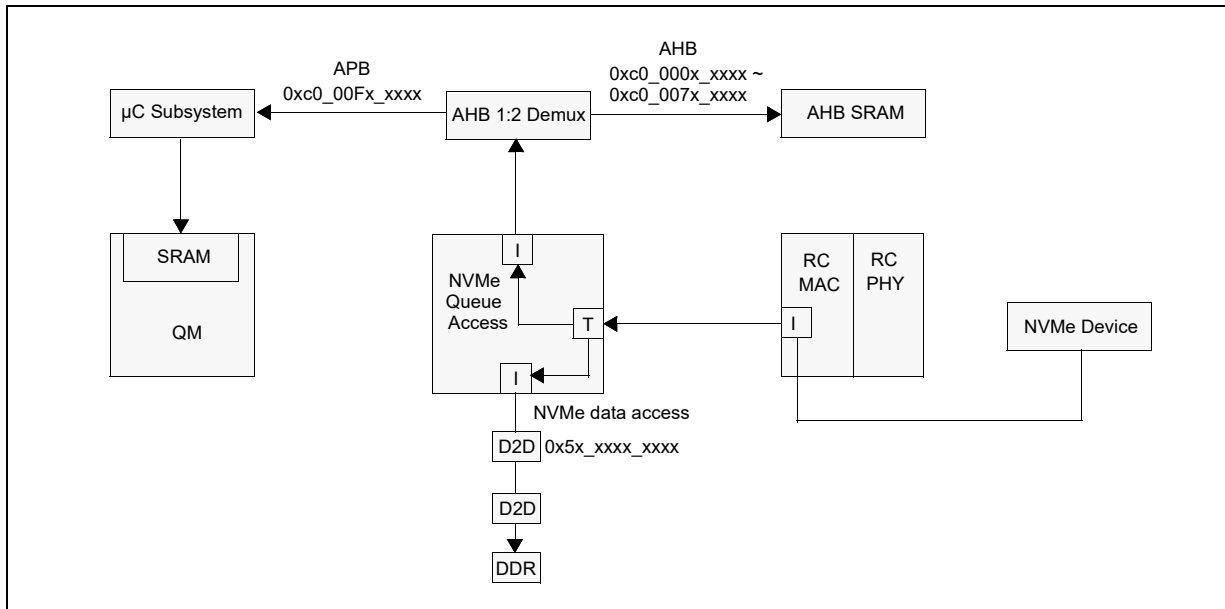 APB
0xc0_00Fx_xxxx
AHB
0xc0_000x_xxxx ~
0xc0_007x_xxxx
µC Subsystem
AHB 1:2 Demux
AHB SRAM
SRAM
QM
I
NVMe
Queue
Access
T
I
RC
MAC
RC
PHY
I
NVMe Device
NVMe data access
D2D
0x5x_xxxx_xxxx
D2D
DDR